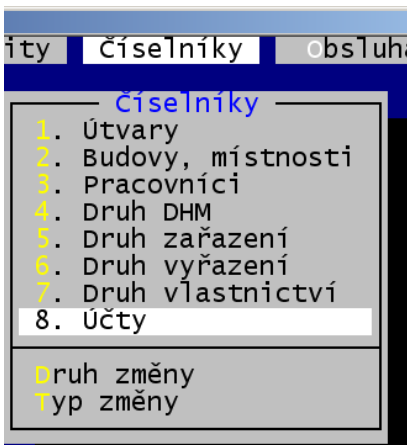 ity Číselníky Obsluha
Číselníky
1. Útvary
2. Budovy, místnosti
3. Pracovníci
4. Druh DHM
5. Druh zařazení
6. Druh vyřazení
7. Druh vlastnictví
8. Účty
Druh změny
Typ změny